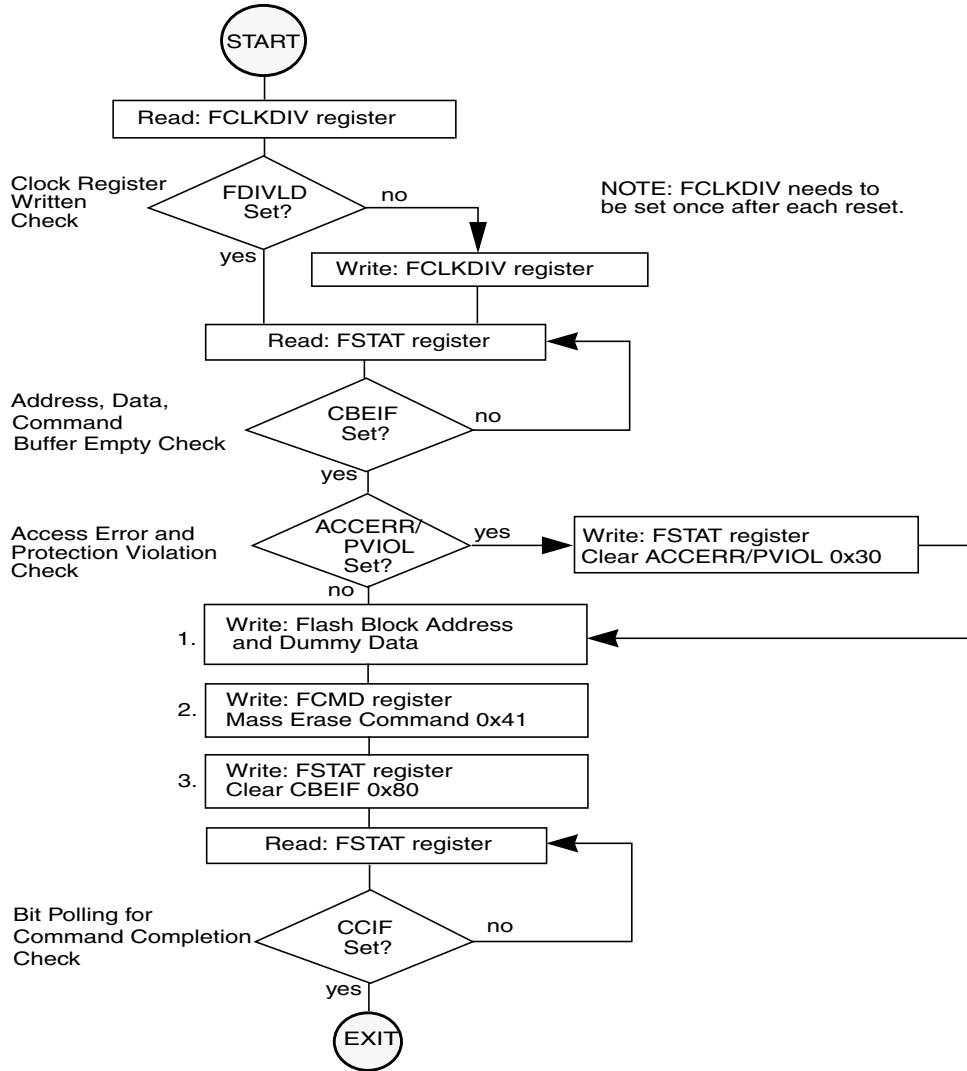 START
Read: FCLKDIV register
Clock Register
Written
Check
FDIVLD
Set?
no
yes
NOTE: FCLKDIV needs to
be set once after each reset.
Write: FCLKDIV register
Read: FSTAT register
Address, Data,
Command
Buffer Empty Check
CBEIF
Set?
no
yes
Access Error and
Protection Violation
Check
ACCERR/
PVIOL
Set?
yes
no
Write: FSTAT register
Clear ACCERR/PVIOL 0x30
1.
Write: Flash Block Address
and Dummy Data
2.
Write: FCMD register
Mass Erase Command 0x41
3.
Write: FSTAT register
Clear CBEIF 0x80
Read: FSTAT register
Bit Polling for
Command Completion
Check
CCIF
Set?
no
yes
EXIT